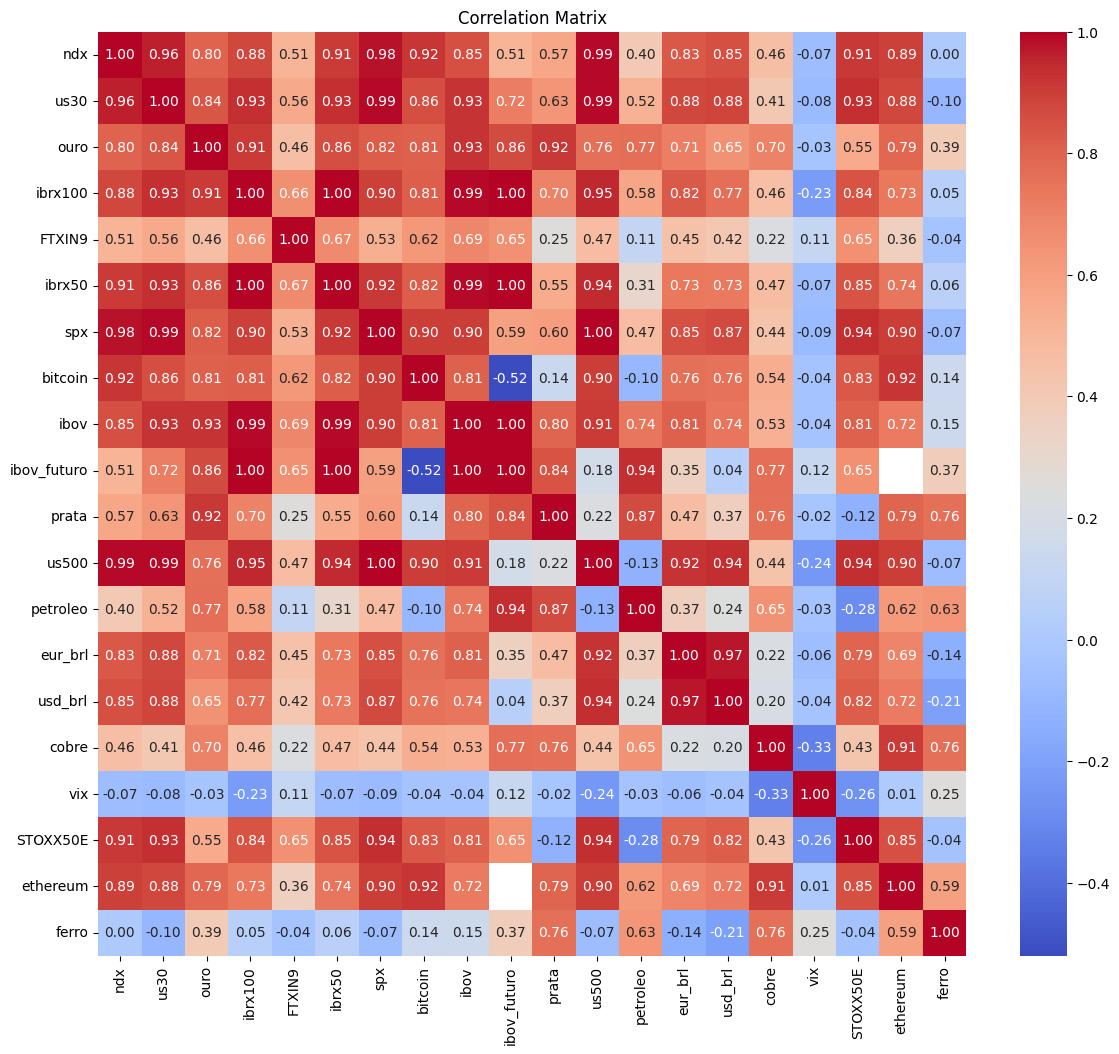 Correlation Matrix
ndx 1.00 0.96 0.80 0.88 0.51 0.91 0.98 0.92 0.85 0.51 0.57 0.99 0.40 0.83 0.85 0.46 -0.07 0.91 0.89 0.00
us30 0.96 1.00 0.84 0.93 0.56 0.93 0.99 0.86 0.93 0.72 0.63 0.99 0.52 0.88 0.88 0.41 -0.08 0.93 0.88 -0.10
ouro 0.80 0.84 1.00 0.91 0.46 0.86 0.82 0.81 0.93 0.86 0.92 0.76 0.77 0.71 0.65 0.70 -0.03 0.55 0.79 0.39
ibrx100 0.88 0.93 0.91 1.00 0.66 1.00 0.90 0.81 0.99 1.00 0.70 0.95 0.58 0.82 0.77 0.46 -0.23 0.84 0.73 0.05
FTXIN9 0.51 0.56 0.46 0.66 1.00 0.67 0.53 0.62 0.69 0.65 0.25 0.47 0.11 0.45 0.42 0.22 0.11 0.65 0.36 -0.04
ibrx50 0.91 0.93 0.86 1.00 0.67 1.00 0.92 0.82 0.99 1.00 0.55 0.94 0.31 0.73 0.73 0.47 -0.07 0.85 0.74 0.06
spx 0.98 0.99 0.82 0.90 0.53 0.92 1.00 0.90 0.90 0.59 0.60 1.00 0.47 0.85 0.87 0.44 -0.09 0.94 0.90 -0.07
bitcoin 0.92 0.86 0.81 0.81 0.62 0.82 0.90 1.00 0.81 -0.52 0.14 0.90 -0.10 0.76 0.76 0.54 -0.04 0.83 0.92 0.14
ibov 0.85 0.93 0.93 0.99 0.69 0.99 0.90 0.81 1.00 1.00 0.80 0.91 0.74 0.81 0.74 0.53 -0.04 0.81 0.72 0.15
ibov_futuro 0.51 0.72 0.86 1.00 0.65 1.00 0.59 -0.52 1.00 1.00 0.84 0.18 0.94 0.35 0.04 0.77 0.12 0.65 0.37
prata 0.57 0.63 0.92 0.70 0.25 0.55 0.60 0.14 0.80 0.84 1.00 0.22 0.87 0.47 0.37 0.76 -0.02 -0.12 0.79 0.76
us500 0.99 0.99 0.76 0.95 0.47 0.94 1.00 0.90 0.91 0.18 0.22 1.00 -0.13 0.92 0.94 0.44 -0.24 0.94 0.90 -0.07
petroleo 0.40 0.52 0.77 0.58 0.11 0.31 0.47 -0.10 0.74 0.94 0.87 -0.13 1.00 0.37 0.24 0.65 -0.03 -0.28 0.62 0.63
eur_brl 0.83 0.88 0.71 0.82 0.45 0.73 0.85 0.76 0.81 0.35 0.47 0.92 0.37 1.00 0.97 0.22 -0.06 0.79 0.69 -0.14
usd_brl 0.85 0.88 0.65 0.77 0.42 0.73 0.87 0.76 0.74 0.04 0.37 0.94 0.24 0.97 1.00 0.20 -0.04 0.82 0.72 -0.21
cobre 0.46 0.41 0.70 0.46 0.22 0.47 0.44 0.54 0.53 0.77 0.76 0.44 0.65 0.22 0.20 1.00 -0.33 0.43 0.91 0.76
vix -0.07 -0.08 -0.03 -0.23 0.11 -0.07 -0.09 -0.04 -0.04 0.12 -0.02 -0.24 -0.03 -0.06 -0.04 -0.33 1.00 -0.26 0.01 0.25
STOXX50E 0.91 0.93 0.55 0.84 0.65 0.85 0.94 0.83 0.81 0.65 -0.12 0.94 -0.28 0.79 0.82 0.43 -0.26 1.00 0.85 -0.04
ethereum 0.89 0.88 0.79 0.73 0.36 0.74 0.90 0.92 0.72 0.79 0.90 0.62 0.69 0.72 0.91 0.01 0.85 1.00 0.59
ferro 0.00 -0.10 0.39 0.05 -0.04 0.06 -0.07 0.14 0.15 0.37 0.76 -0.07 0.63 -0.14 -0.21 0.76 0.25 -0.04 0.59 1.00
ndx us30 ouro ibrx100 FTXIN9 ibrx50 spx bitcoin ibov ibov_futuro prata us500 petroleo eur_brl usd_brl cobre vix STOXX50E ethereum ferro
1.0
0.8
0.6
0.4
0.2
0.0
−0.2
−0.4